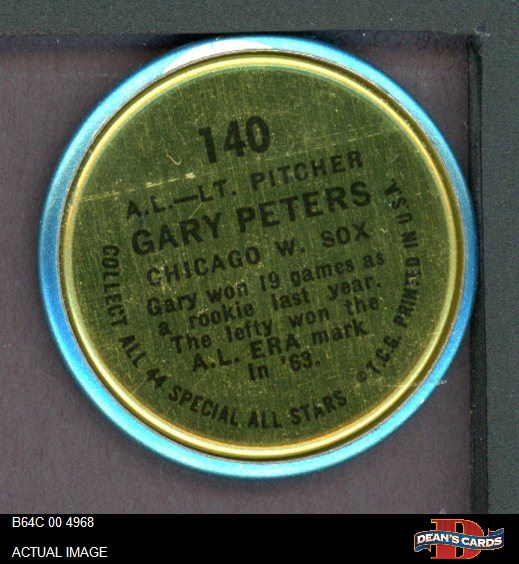 140
A.L.—LT. PITCHER
GARY PETERS
CHICAGO W. SOX
Gary won 19 games as
a rookie last year.
The lefty won the
A.L. ERA mark
In '63.
COLLECT ALL 44 SPECIAL ALL STARS
©T.C.G. PRINTED IN U.S.A.
B64C 00 4968
ACTUAL IMAGE
D
DEAN'S CARDS